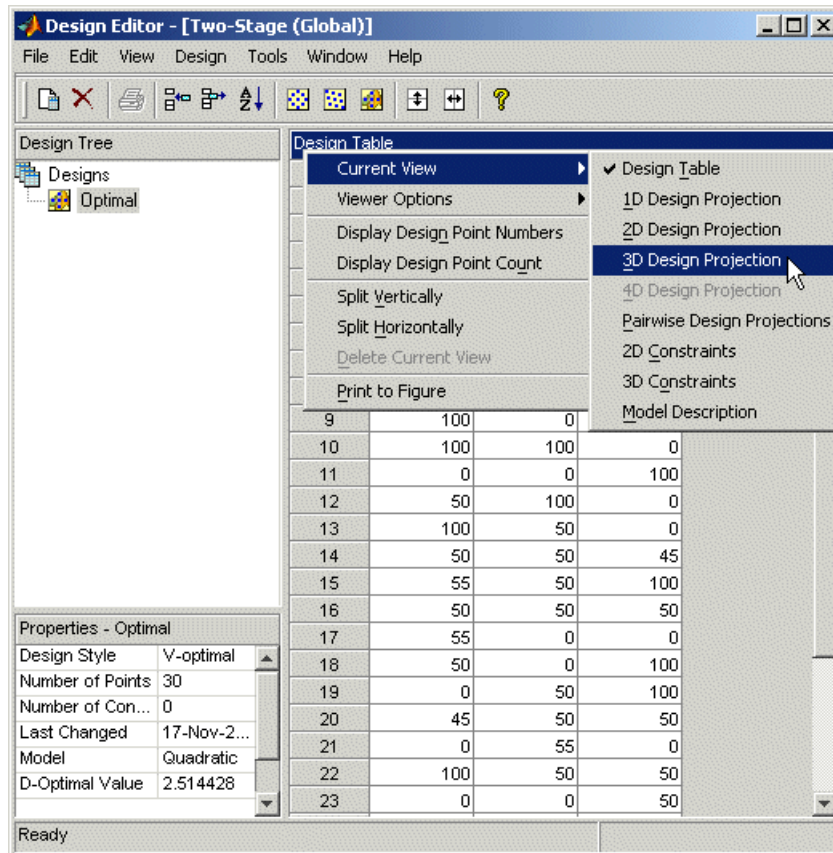 Design Editor - [Two-Stage (Global)]
File Edit View Design Tools Window Help
Design Tree
Designs
Optimal
Design Table
Current View
Viewer Options
Display Design Point Numbers
Display Design Point Count
Split Vertically
Split Horizontally
Delete Current View
Print to Figure
Design Table
1D Design Projection
2D Design Projection
3D Design Projection
4D Design Projection
Pairwise Design Projections
2D Constraints
3D Constraints
Model Description
9 100 0
10 100 100 0
11 0 0 100
12 50 100 0
13 100 50 0
14 50 50 45
15 55 50 100
16 50 50 50
17 55 0 0
18 50 0 100
19 0 50 100
20 45 50 50
21 0 55 0
22 100 50 50
23 0 0 50
Properties - Optimal
Design Style V-optimal
Number of Points 30
Number of Con... 0
Last Changed 17-Nov-2...
Model Quadratic
D-Optimal Value 2.514428
Ready